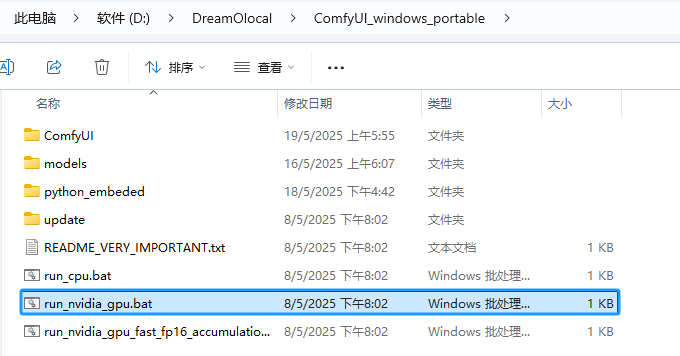 此电脑 > 软件 (D:) > DreamOlocal > ComfyUI_windows_portable >
排序 查看 ...
名称 修改日期 类型 大小
ComfyUI 19/5/2025 上午5:55 文件夹
models 16/5/2025 上午6:07 文件夹
python_embeded 18/5/2025 下午4:42 文件夹
update 8/5/2025 下午8:02 文件夹
README_VERY_IMPORTANT.txt 8/5/2025 下午8:02 文本文档 1 KB
run_cpu.bat 8/5/2025 下午8:02 Windows 批处理... 1 KB
run_nvidia_gpu.bat 8/5/2025 下午8:02 Windows 批处理... 1 KB
run_nvidia_gpu_fast_fp16_accumulatio... 8/5/2025 下午8:02 Windows 批处理... 1 KB